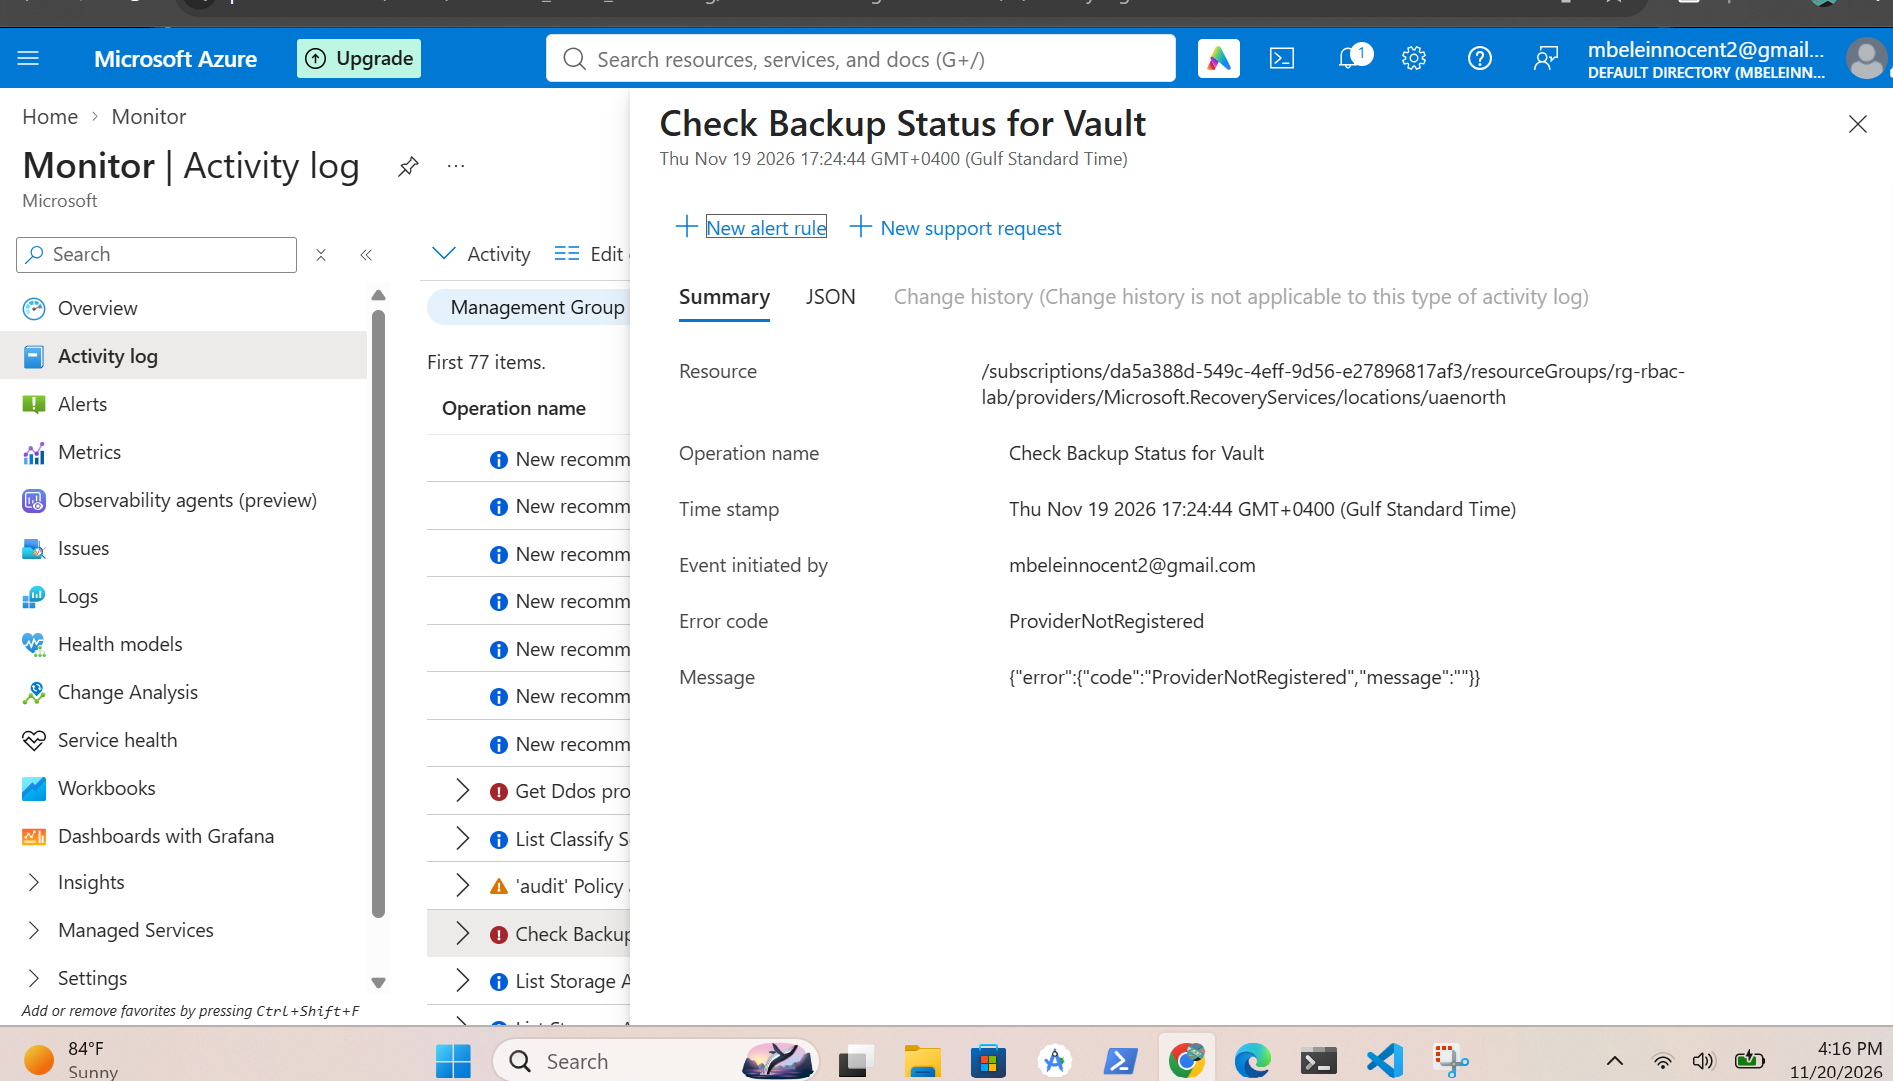 Microsoft Azure
Upgrade
Search resources, services, and docs (G+/)
1
mbeleinnocent2@gmail...
DEFAULT DIRECTORY (MBELEINN...
Home > Monitor
Monitor | Activity log
...
Microsoft
Search
Overview
Activity log
Alerts
Metrics
Observability agents (preview)
Issues
Logs
Health models
Change Analysis
Service health
Workbooks
Dashboards with Grafana
Insights
Managed Services
Settings
Add or remove favorites by pressing Ctrl+Shift+F
Activity
Edit
Management Group
First 77 items.
Operation name
New recomm
New recomm
New recomm
New recomm
New recomm
New recomm
New recomm
Get Ddos pro
List Classify S
'audit' Policy
Check Backup
List Storage A
Check Backup Status for Vault
Thu Nov 19 2026 17:24:44 GMT+0400 (Gulf Standard Time)
New alert rule
New support request
Summary
JSON
Change history (Change history is not applicable to this type of activity log)
Resource
/subscriptions/da5a388d-549c-4eff-9d56-e27896817af3/resourceGroups/rg-rbac-
lab/providers/Microsoft.RecoveryServices/locations/uaenorth
Operation name
Check Backup Status for Vault
Time stamp
Thu Nov 19 2026 17:24:44 GMT+0400 (Gulf Standard Time)
Event initiated by
mbeleinnocent2@gmail.com
Error code
ProviderNotRegistered
Message
{"error":{"code":"ProviderNotRegistered","message":""}}
84°F
Sunny
Search
4:16 PM
11/20/2026